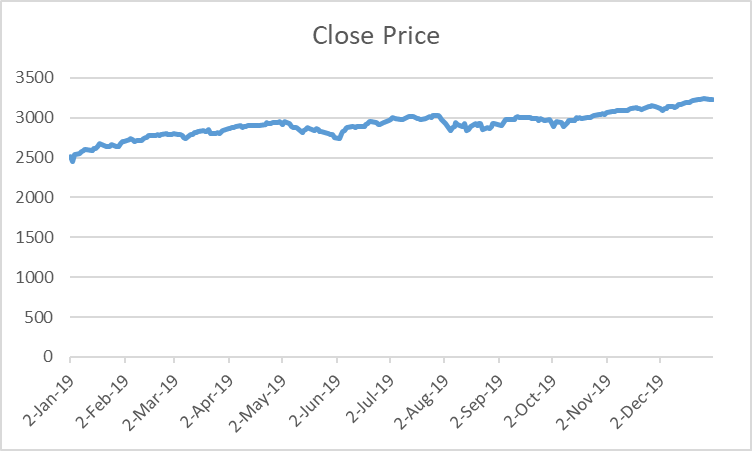 Close Price
3500
3000
2500
2000
1500
1000
500
0
2-Jan-19
2-Feb-19
2-Mar-19
2-Apr-19
2-May-19
2-Jun-19
2-Jul-19
2-Aug-19
2-Sep-19
2-Oct-19
2-Nov-19
2-Dec-19